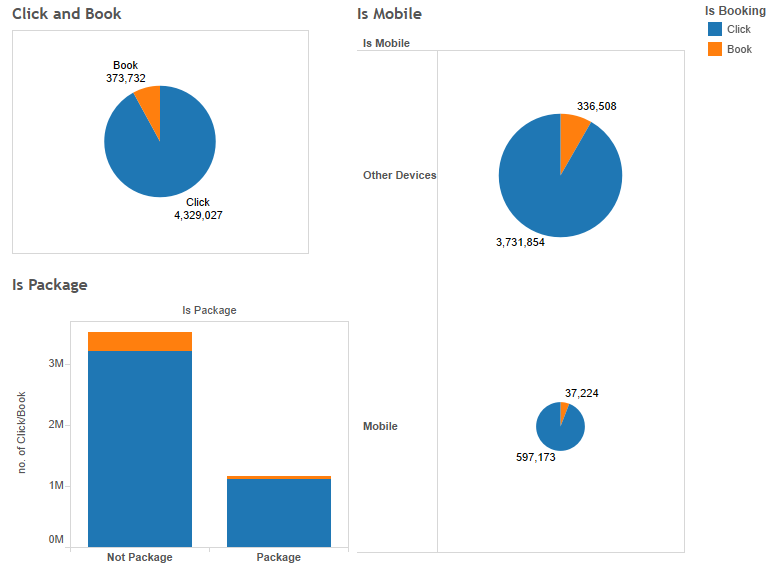 Click and Book
Book
373,732
Click
4,329,027
Is Package
Is Package
no. of Click/Book
3M
2M
1M
0M
Not Package
Package
Is Mobile
Is Mobile
Other Devices
336,508
3,731,854
Mobile
37,224
597,173
Is Booking
Click
Book